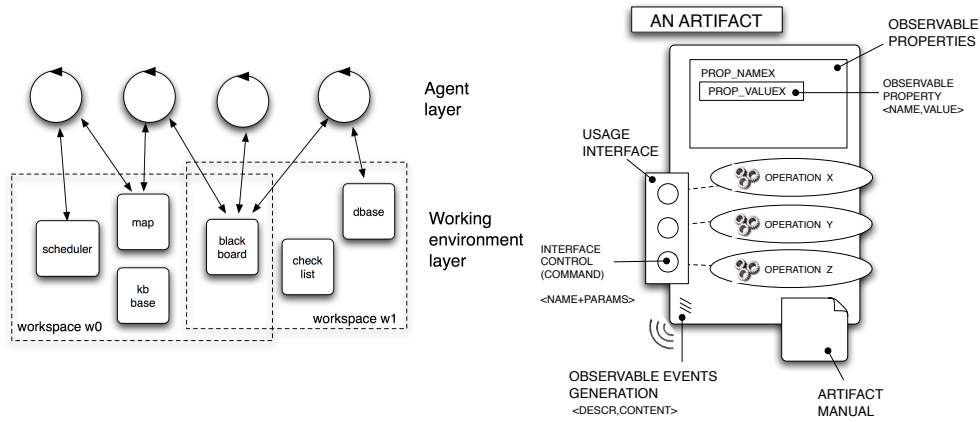 Agent
layer
scheduler
map
kb
base
black
board
check
list
dbase
Working
environment
layer
workspace w0
workspace w1
AN ARTIFACT
OBSERVABLE
PROPERTIES
PROP_NAMEX
PROP_VALUEX
OBSERVABLE
PROPERTY
<NAME,VALUE>
USAGE
INTERFACE
OPERATION X
OPERATION Y
OPERATION Z
INTERFACE
CONTROL
(COMMAND)
<NAME+PARAMS>
OBSERVABLE EVENTS
GENERATION
<DESCR,CONTENT>
ARTIFACT
MANUAL